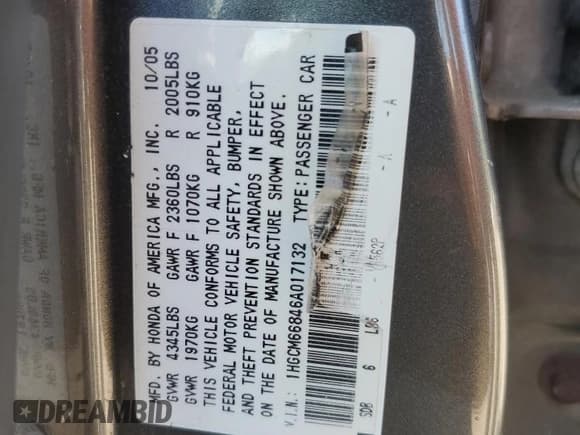 MFD. BY HONDA OF AMERICA MFG., INC. 10/05
GVWR 4345LBS GAWR F 2360LBS R 2005LBS
GVWR 1970KG GAWR F 1070KG R 910KG
THIS VEHICLE CONFORMS TO ALL APPLICABLE
FEDERAL MOTOR VEHICLE SAFETY, BUMPER,
AND THEFT PREVENTION STANDARDS IN EFFECT
ON THE DATE OF MANUFACTURE SHOWN ABOVE.
V.I.N.: 1HGCM66846A017132 TYPE: PASSENGER CAR
SDB 6 L86 -A -A
DREAMBID